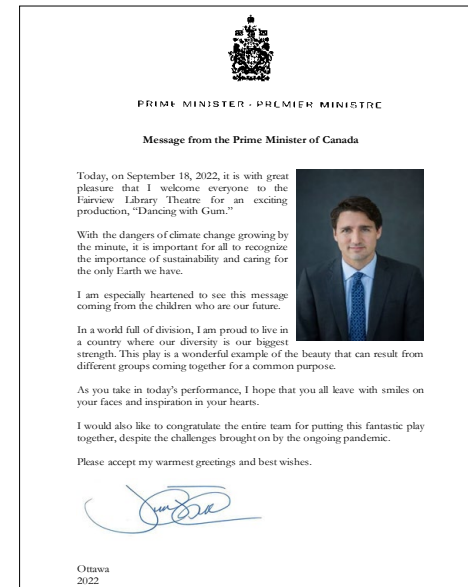 PRIME MINISTER · PREMIER MINISTRE
Message from the Prime Minister of Canada
Today, on September 18, 2022, it is with great
pleasure that I welcome everyone to the
Fairview Library Theatre for an exciting
production, “Dancing with Gum.”
With the dangers of climate change growing by
the minute, it is important for all to recognize
the importance of sustainability and caring for
the only Earth we have.
I am especially heartened to see this message
coming from the children who are our future.
In a world full of division, I am proud to live in
a country where our diversity is our biggest
strength. This play is a wonderful example of the beauty that can result from
different groups coming together for a common purpose.
As you take in today’s performance, I hope that you all leave with smiles on
your faces and inspiration in your hearts.
I would also like to congratulate the entire team for putting this fantastic play
together, despite the challenges brought on by the ongoing pandemic.
Please accept my warmest greetings and best wishes.
Ottawa
2022